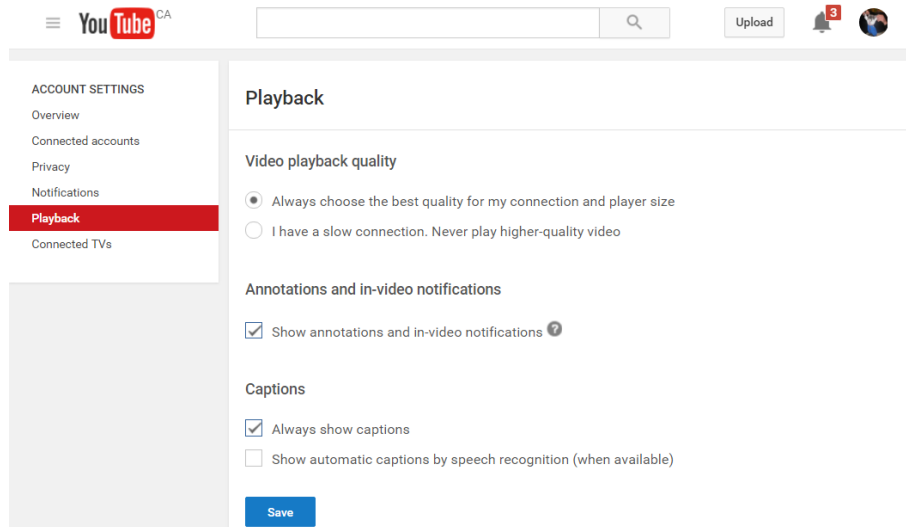 YouTube CA
Upload
3
ACCOUNT SETTINGS
Overview
Connected accounts
Privacy
Notifications
Playback
Connected TVs
Playback
Video playback quality
Always choose the best quality for my connection and player size
I have a slow connection. Never play higher-quality video
Annotations and in-video notifications
Show annotations and in-video notifications ?
Captions
Always show captions
Show automatic captions by speech recognition (when available)
Save